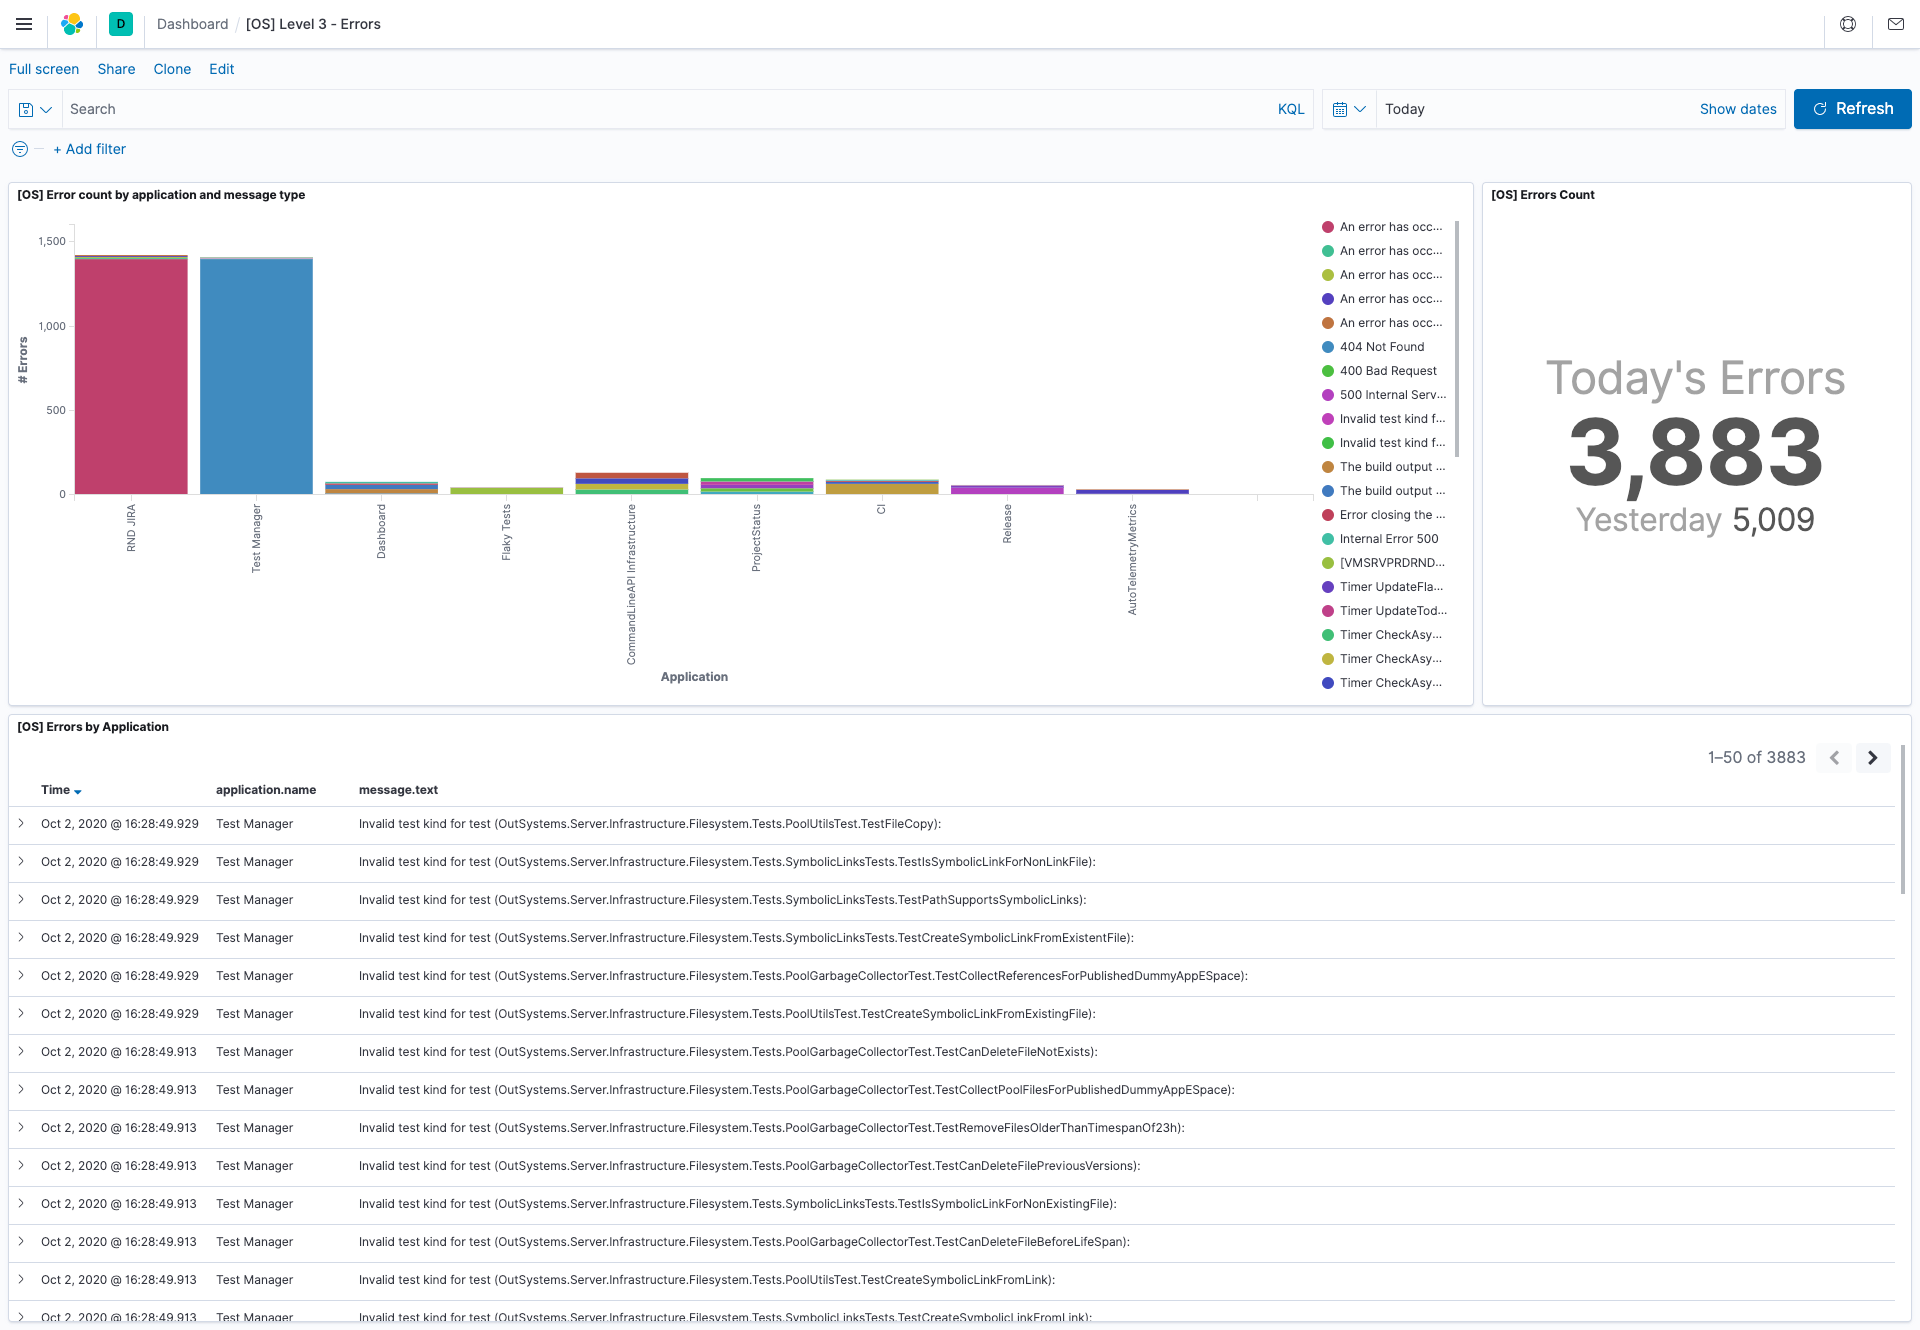 D Dashboard / [OS] Level 3 - Errors
Full screen Share Clone Edit
Search KQL Today Show dates Refresh
+ Add filter
[OS] Error count by application and message type
1,500
1,000
500
0
# Errors
RND JIRA
Test Manager
Dashboard
Flaky Tests
CommandLineAPI Infrastructure
ProjectStatus
CI
Release
AutoTelemetryMetrics
Application
An error has occ...
An error has occ...
An error has occ...
An error has occ...
An error has occ...
404 Not Found
400 Bad Request
500 Internal Serv...
Invalid test kind f...
Invalid test kind f...
The build output ...
The build output ...
Error closing the ...
Internal Error 500
[VMSRVPRDRND...
Timer UpdateFla...
Timer UpdateTod...
Timer CheckAsy...
Timer CheckAsy...
Timer CheckAsy...
[OS] Errors Count
Today's Errors
3,883
Yesterday 5,009
[OS] Errors by Application
1–50 of 3883
Time application.name message.text
Oct 2, 2020 @ 16:28:49.929 Test Manager Invalid test kind for test (OutSystems.Server.Infrastructure.Filesystem.Tests.PoolUtilsTest.TestFileCopy):
Oct 2, 2020 @ 16:28:49.929 Test Manager Invalid test kind for test (OutSystems.Server.Infrastructure.Filesystem.Tests.SymbolicLinksTests.TestIsSymbolicLinkForNonLinkFile):
Oct 2, 2020 @ 16:28:49.929 Test Manager Invalid test kind for test (OutSystems.Server.Infrastructure.Filesystem.Tests.SymbolicLinksTests.TestPathSupportsSymbolicLinks):
Oct 2, 2020 @ 16:28:49.929 Test Manager Invalid test kind for test (OutSystems.Server.Infrastructure.Filesystem.Tests.SymbolicLinksTests.TestCreateSymbolicLinkFromExistentFile):
Oct 2, 2020 @ 16:28:49.929 Test Manager Invalid test kind for test (OutSystems.Server.Infrastructure.Filesystem.Tests.PoolGarbageCollectorTest.TestCollectReferencesForPublishedDummyAppESpace):
Oct 2, 2020 @ 16:28:49.929 Test Manager Invalid test kind for test (OutSystems.Server.Infrastructure.Filesystem.Tests.PoolUtilsTest.TestCreateSymbolicLinkFromExistingFile):
Oct 2, 2020 @ 16:28:49.913 Test Manager Invalid test kind for test (OutSystems.Server.Infrastructure.Filesystem.Tests.PoolGarbageCollectorTest.TestCanDeleteFileNotExists):
Oct 2, 2020 @ 16:28:49.913 Test Manager Invalid test kind for test (OutSystems.Server.Infrastructure.Filesystem.Tests.PoolGarbageCollectorTest.TestCollectPoolFilesForPublishedDummyAppESpace):
Oct 2, 2020 @ 16:28:49.913 Test Manager Invalid test kind for test (OutSystems.Server.Infrastructure.Filesystem.Tests.PoolGarbageCollectorTest.TestRemoveFilesOlderThanTimespanOf23h):
Oct 2, 2020 @ 16:28:49.913 Test Manager Invalid test kind for test (OutSystems.Server.Infrastructure.Filesystem.Tests.PoolGarbageCollectorTest.TestCanDeleteFilePreviousVersions):
Oct 2, 2020 @ 16:28:49.913 Test Manager Invalid test kind for test (OutSystems.Server.Infrastructure.Filesystem.Tests.SymbolicLinksTests.TestIsSymbolicLinkForNonExistingFile):
Oct 2, 2020 @ 16:28:49.913 Test Manager Invalid test kind for test (OutSystems.Server.Infrastructure.Filesystem.Tests.PoolGarbageCollectorTest.TestCanDeleteFileBeforeLifeSpan):
Oct 2, 2020 @ 16:28:49.913 Test Manager Invalid test kind for test (OutSystems.Server.Infrastructure.Filesystem.Tests.PoolUtilsTest.TestCreateSymbolicLinkFromLink):
Oct 2, 2020 @ 16:28:49.913 Test Manager Invalid test kind for test (OutSystems.Server.Infrastructure.Filesystem.Tests.SymbolicLinksTests.TestCreateSymbolicLinkFromLink):